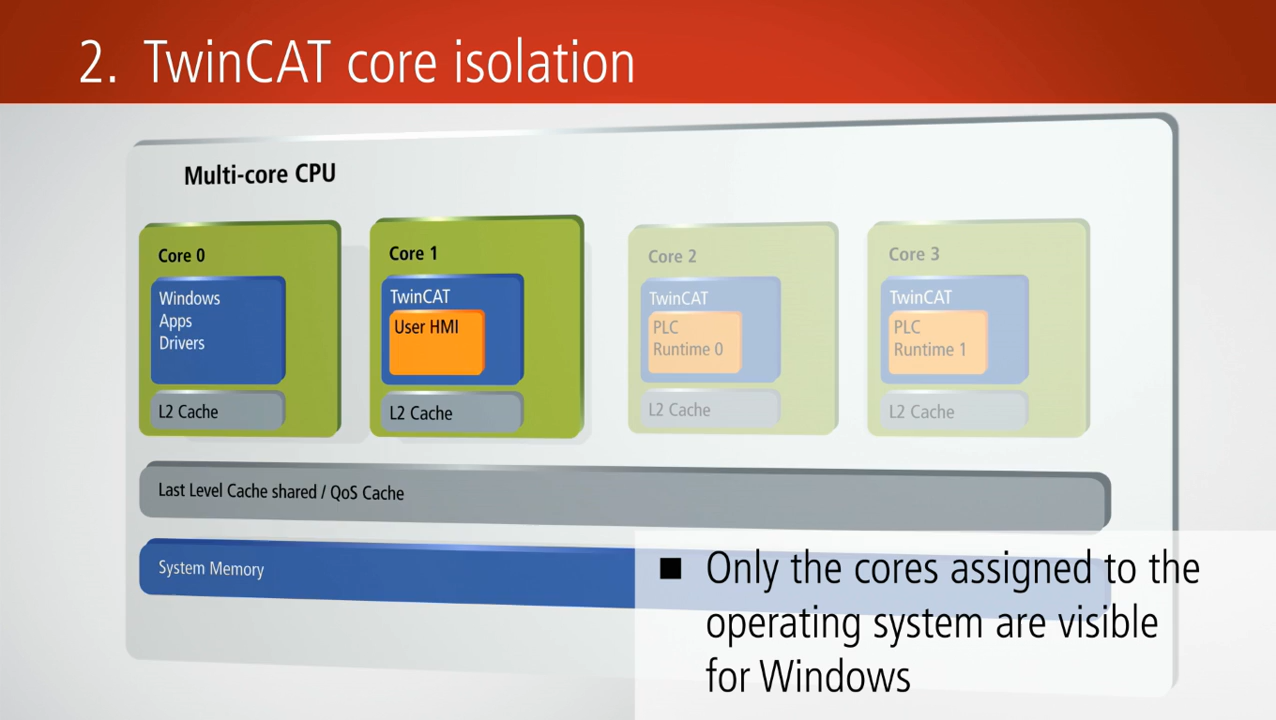 2. TwinCAT core isolation
Multi-core CPU
Core 0
Windows
Apps
Drivers
L2 Cache
Core 1
TwinCAT
User HMI
L2 Cache
Core 2
TwinCAT
PLC
Runtime 0
L2 Cache
Core 3
TwinCAT
PLC
Runtime 1
L2 Cache
Last Level Cache shared / QoS Cache
System Memory
■ Only the cores assigned to the
operating system are visible
for Windows